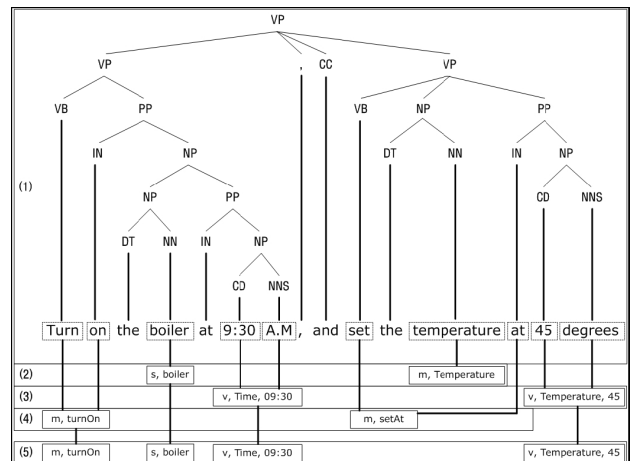 VP
VP , CC VP
VB PP VB NP PP
IN NP DT NN IN NP
(1)
NP PP CD NNS
DT NN IN NP
CD NNS
Turn on the boiler at 9:30 A.M , and set the temperature at 45 degrees
(2) s, boiler m, Temperature
(3) v, Time, 09:30 v, Temperature, 45
(4) m, turnOn m, setAt
(5) m, turnOn s, boiler v, Time, 09:30 v, Temperature, 45